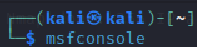 ┌──(kali㉿kali)-[~]
└─$ msfconsole